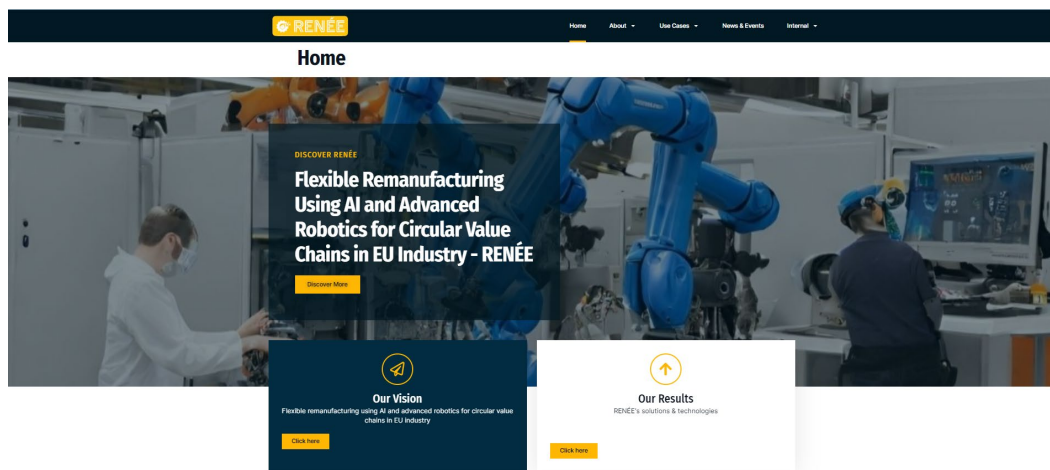 RENÉE
Home
About
Use Cases
News & Events
Internal
Home
DISCOVER RENÉE
Flexible Remanufacturing
Using AI and Advanced
Robotics for Circular Value
Chains in EU Industry - RENÉE
Discover More
Our Vision
Flexible remanufacturing using AI and advanced robotics for circular value
chains in EU industry
Click here
Our Results
RENÉE's solutions & technologies
Click here